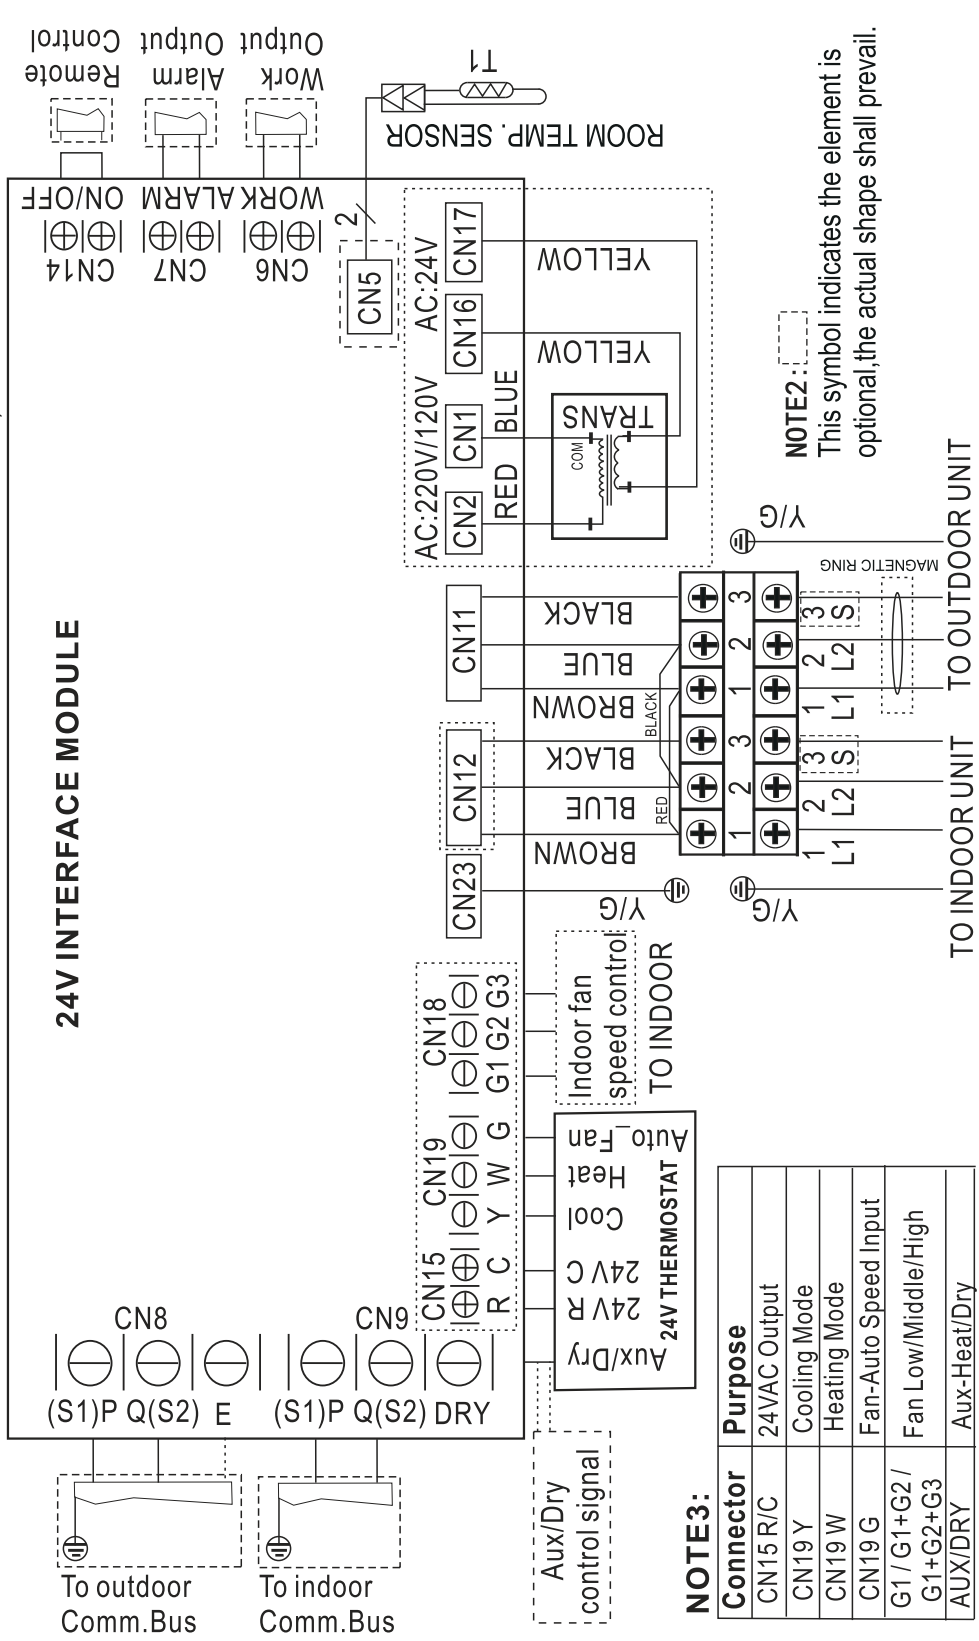 Remote
Control
Alarm
Output
Work
Output
T1
ROOM TEMP. SENSOR
ON/OFF
ALARM
WORK
CN14
CN7
CN6
2
CN5
AC:24V
CN17
CN16
YELLOW
YELLOW
AC:220V/120V
CN1
CN2
BLUE
RED
TRANS
COM
NOTE2:
This symbol indicates the element is
optional,the actual shape shall prevail.
24V INTERFACE MODULE
CN11
BLACK
BLUE
BROWN
CN12
BLACK
BLUE
BROWN
CN23
Y/G
BLACK
RED
3
2
1
3
2
1
Y/G
MAGNETIC RING
3
S
2
L2
1
L1
TO OUTDOOR UNIT
3
S
2
L2
1
L1
TO INDOOR UNIT
Y/G
CN18
G1 G2 G3
Indoor fan
speed control
TO INDOOR
CN19
Y W G
CN15
R C
Auto_Fan
Heat
Cool
24V C
24V R
Aux/Dry
24V THERMOSTAT
CN8
(S1)P Q(S2) E
CN9
(S1)P Q(S2) DRY
To outdoor
Comm.Bus
To indoor
Comm.Bus
Aux/Dry
control signal
NOTE3:
Connector Purpose
CN15 R/C 24VAC Output
CN19 Y Cooling Mode
CN19 W Heating Mode
CN19 G Fan-Auto Speed Input
G1 / G1+G2 /
G1+G2+G3 Fan Low/Middle/High
AUX/DRY Aux-Heat/Dry